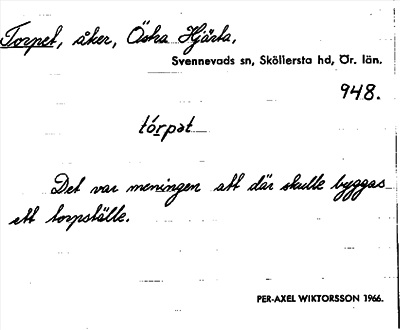 Torpet, åker, Östra Hjärta,
Svennevads sn, Sköllersta hd, Ör. län.
948.
tórpət
Det var meningen att där skulle byggas
ett torpställe.
PER-AXEL WIKTORSSON 1966.